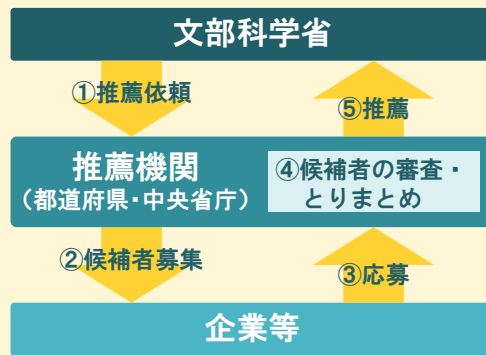 文部科学省
①推薦依頼
⑤推薦
推薦機関
（都道府県・中央省庁）
④候補者の審査・
とりまとめ
②候補者募集
③応募
企業等